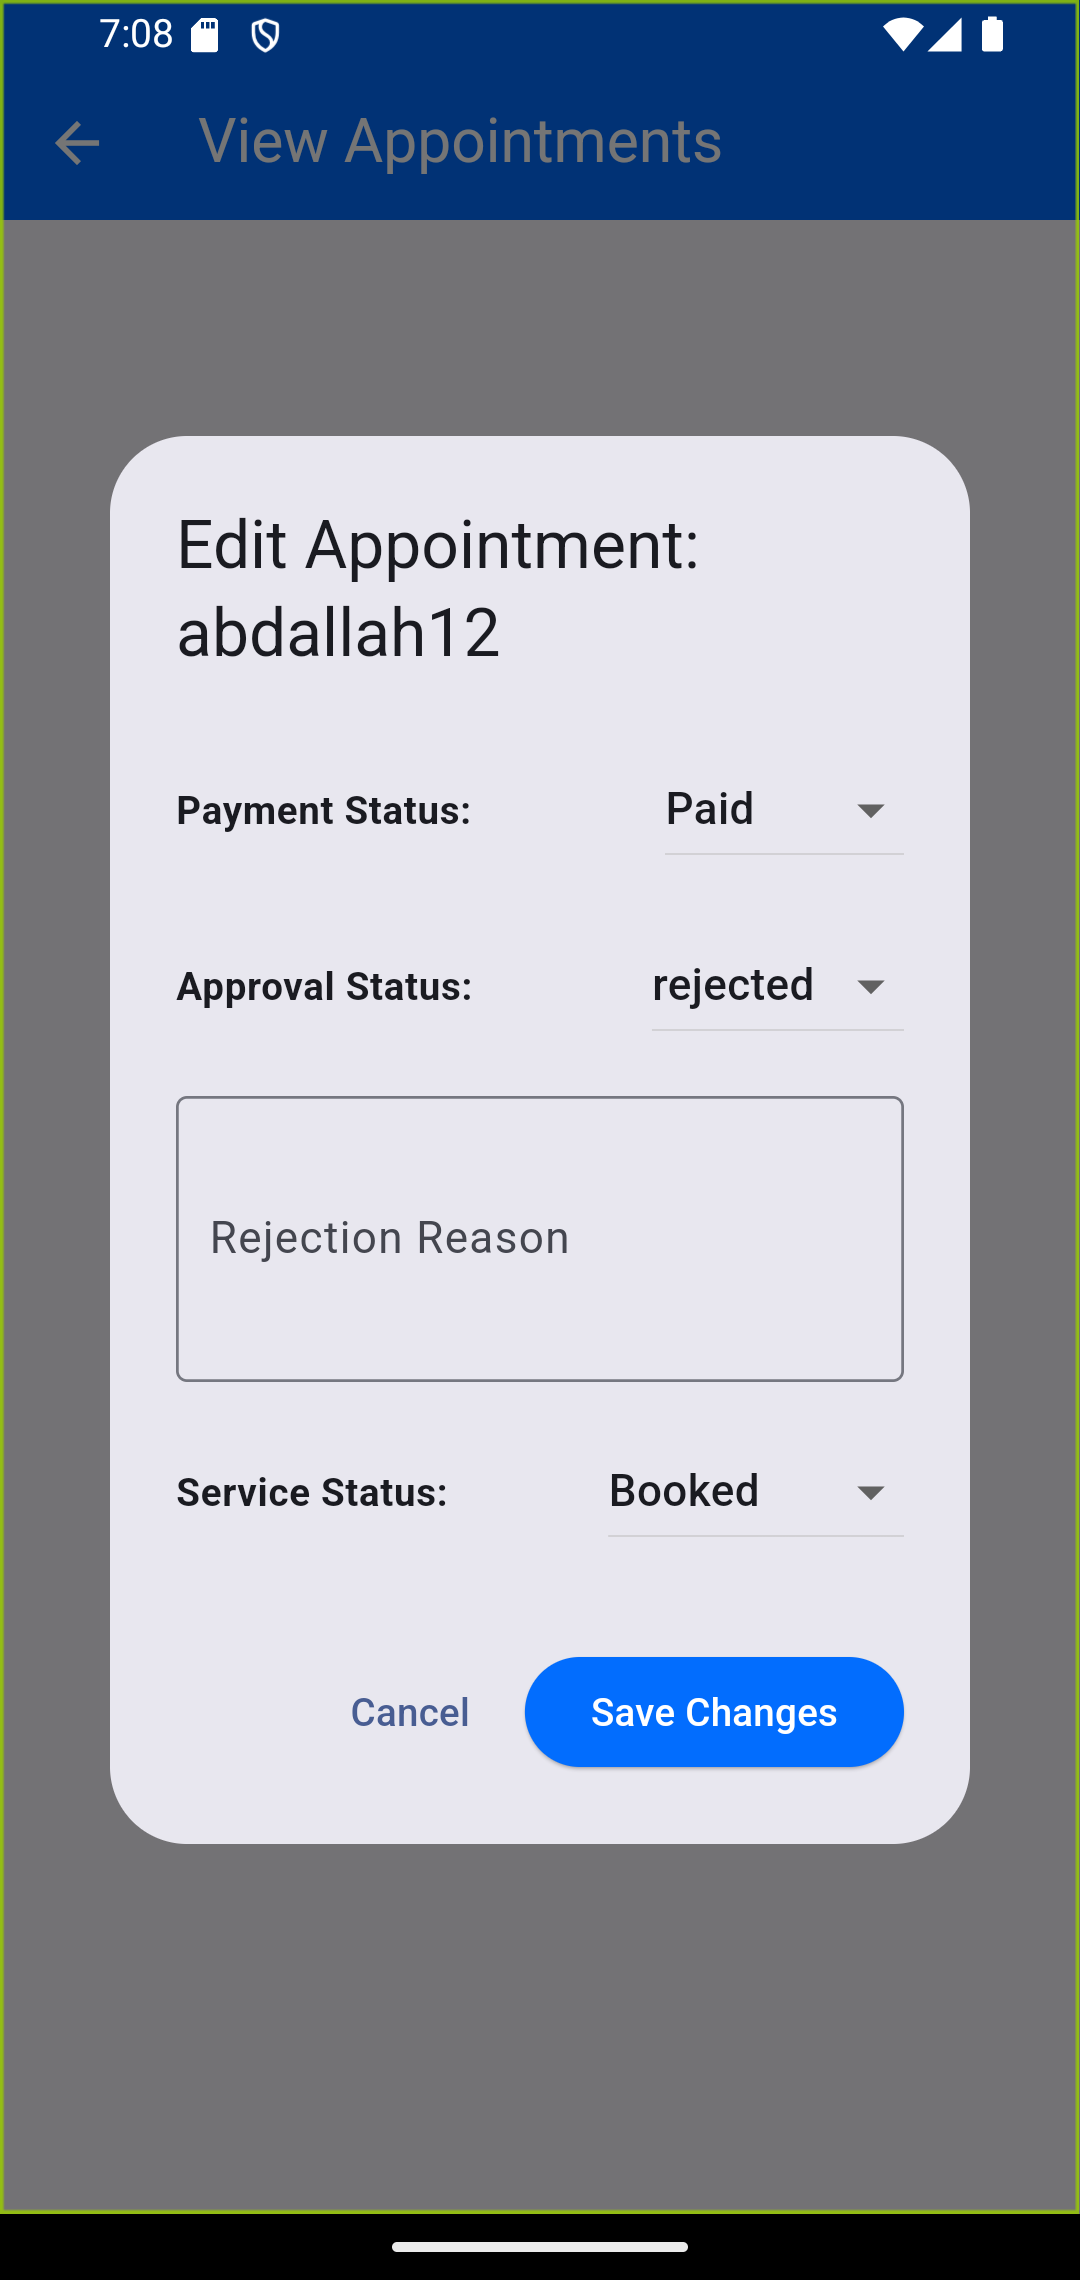 7:08
View Appointments
Edit Appointment:
abdallah12
Payment Status: Paid
Approval Status: rejected
Rejection Reason
Service Status: Booked
Cancel Save Changes